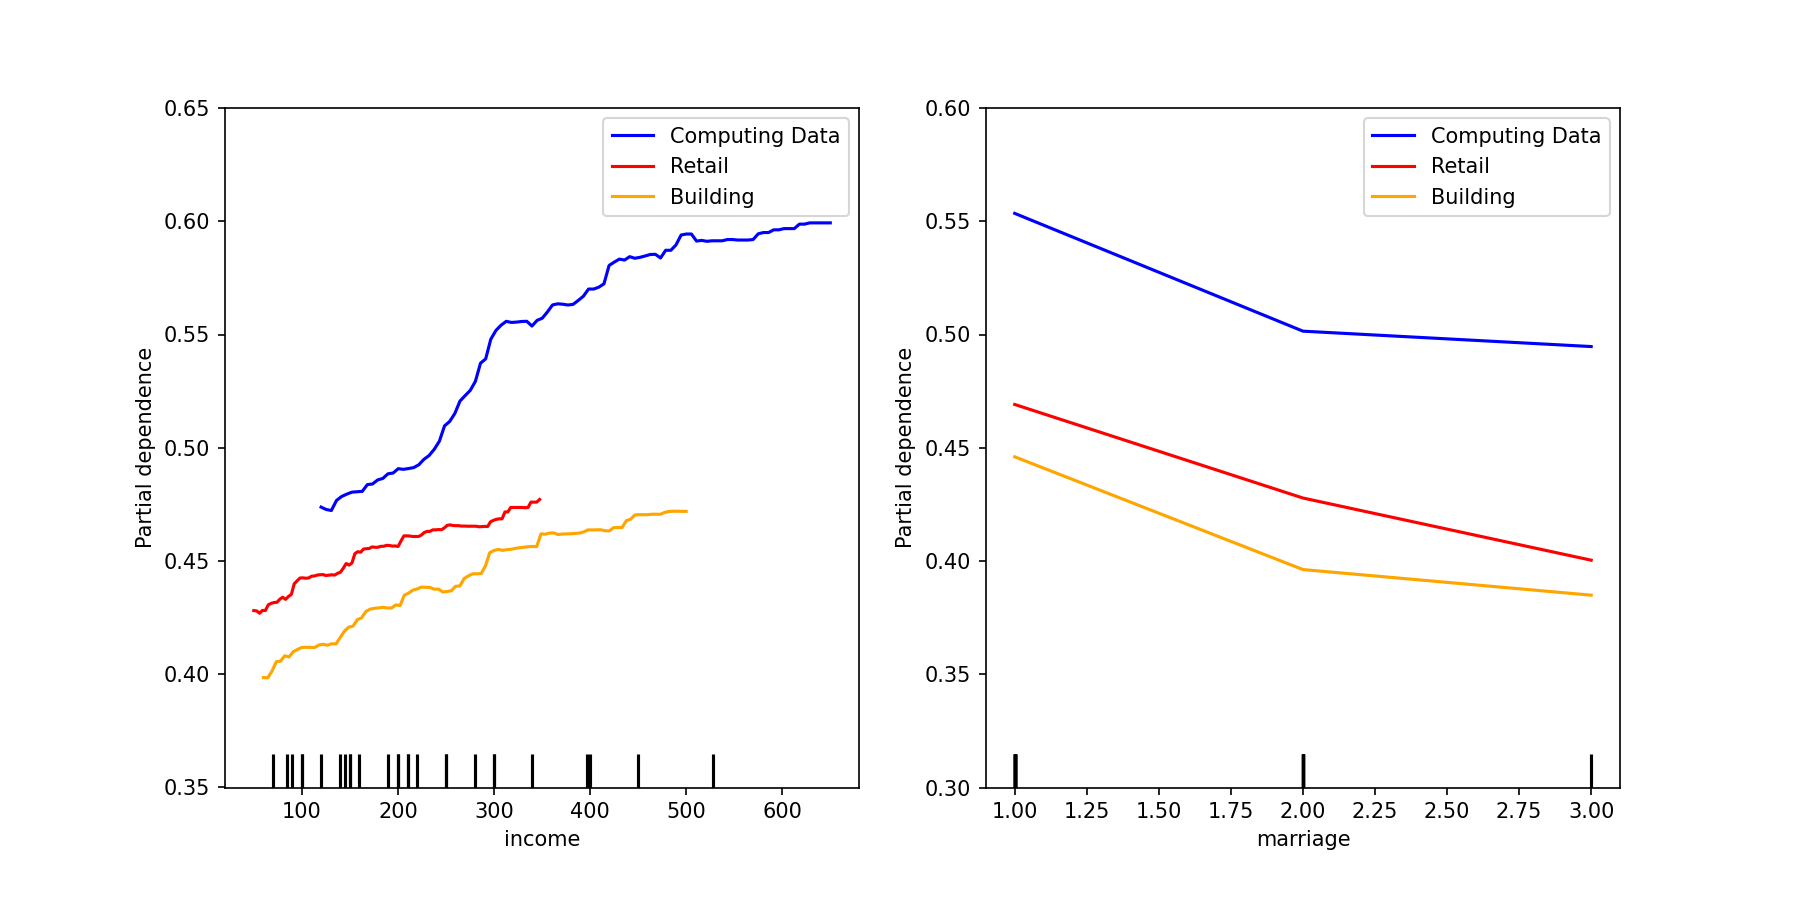 0.65
0.60
0.55
0.50
0.45
0.40
0.35
Partial dependence
100 200 300 400 500 600
income
Computing Data
Retail
Building
0.60
0.55
0.50
0.45
0.40
0.35
0.30
Partial dependence
1.00 1.25 1.50 1.75 2.00 2.25 2.50 2.75 3.00
marriage
Computing Data
Retail
Building